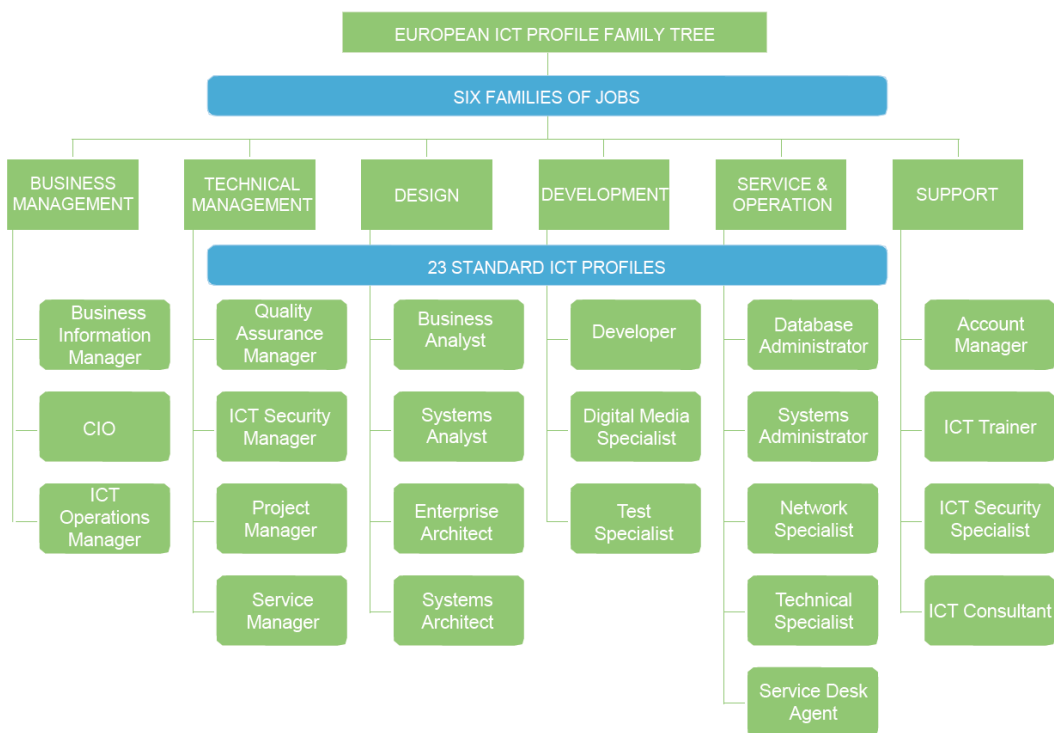 EUROPEAN ICT PROFILE FAMILY TREE
SIX FAMILIES OF JOBS
BUSINESS
MANAGEMENT
TECHNICAL
MANAGEMENT
DESIGN
DEVELOPMENT
SERVICE &
OPERATION
SUPPORT
23 STANDARD ICT PROFILES
Business
Information
Manager
CIO
ICT
Operations
Manager
Quality
Assurance
Manager
ICT Security
Manager
Project
Manager
Service
Manager
Business
Analyst
Systems
Analyst
Enterprise
Architect
Systems
Architect
Developer
Digital Media
Specialist
Test
Specialist
Database
Administrator
Systems
Administrator
Network
Specialist
Technical
Specialist
Service Desk
Agent
Account
Manager
ICT Trainer
ICT Security
Specialist
ICT Consultant